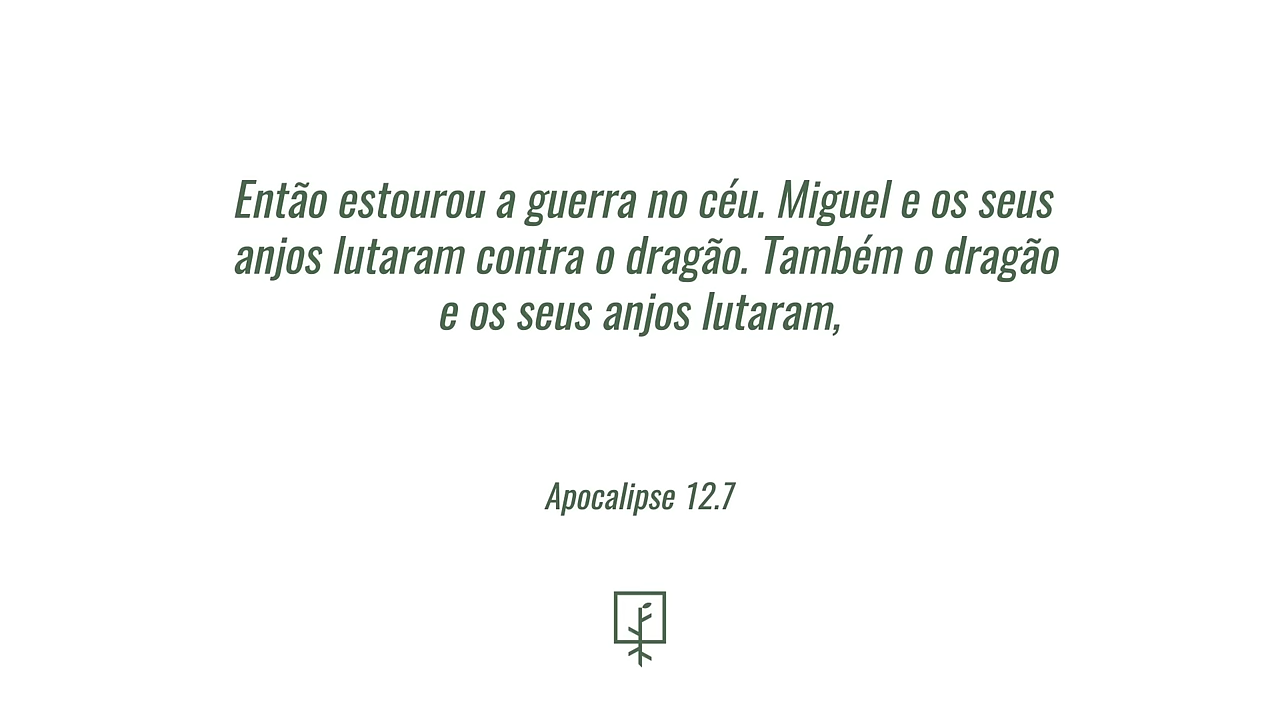 Então estourou a guerra no céu. Miguel e os seus
anjos lutaram contra o dragão. Também o dragão
e os seus anjos lutaram,
Apocalipse 12.7